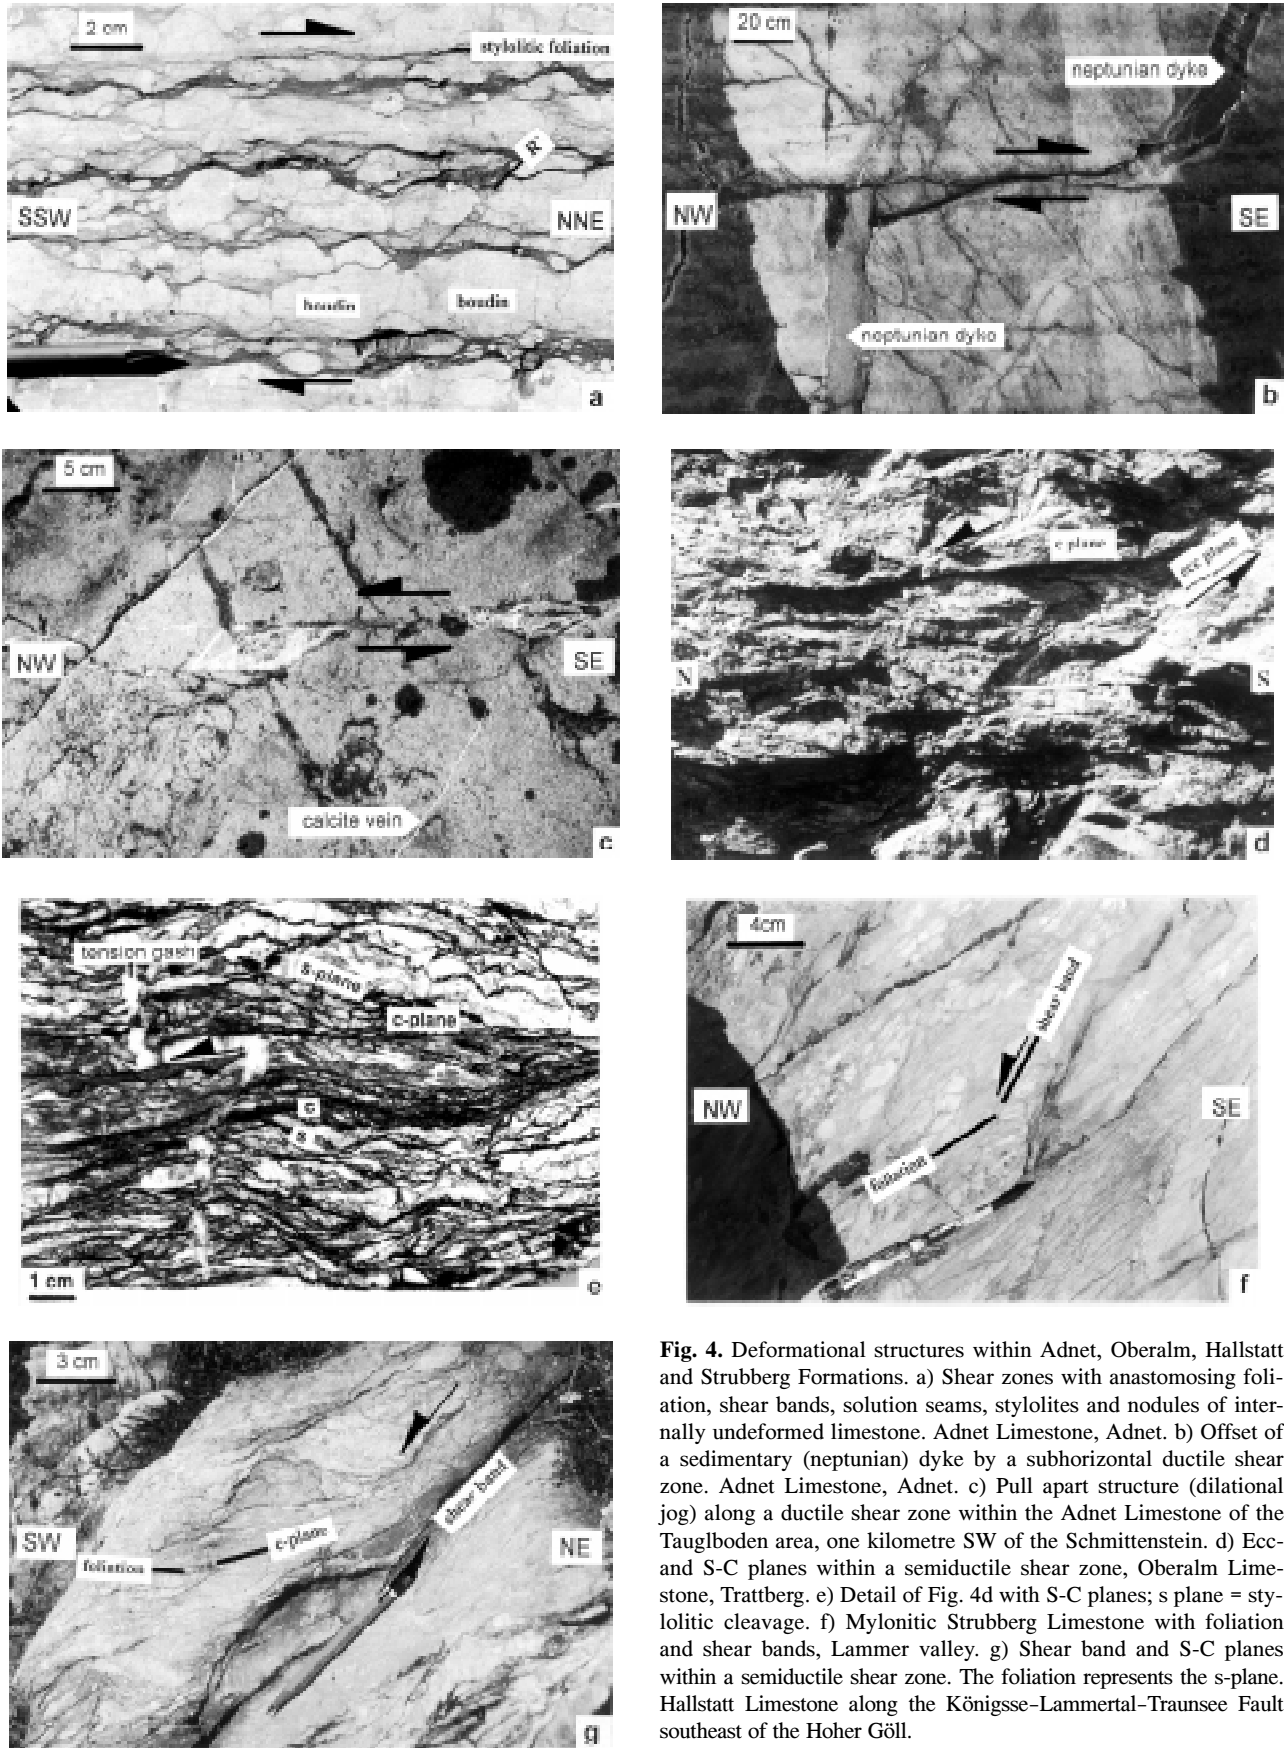 2 cm
stylolitic foliation
R'
SSW
NNE
boudin
boudin
a
20 cm
neptunian dyke
NW
SE
neptunian dyke
b
5 cm
NW
SE
calcite vein
c
c plane
ecc plane
N
S
d
tension gash
s-plane
c-plane
c
s
1 cm
e
4cm
shear band
NW
SE
foliation
f
3 cm
shear band
SW
c-plane
foliation
NE
g
Fig. 4. Deformational structures within Adnet, Oberalm, Hallstatt
and Strubberg Formations. a) Shear zones with anastomosing foli-
ation, shear bands, solution seams, stylolites and nodules of inter-
nally undeformed limestone. Adnet Limestone, Adnet. b) Offset of
a sedimentary (neptunian) dyke by a subhorizontal ductile shear
zone. Adnet Limestone, Adnet. c) Pull apart structure (dilational
jog) along a ductile shear zone within the Adnet Limestone of the
Tauglboden area, one kilometre SW of the Schmittenstein. d) Ecc-
and S-C planes within a semiductile shear zone, Oberalm Lime-
stone, Trattberg. e) Detail of Fig. 4d with S-C planes; s plane = sty-
lolitic cleavage. f) Mylonitic Strubberg Limestone with foliation
and shear bands, Lammer valley. g) Shear band and S-C planes
within a semiductile shear zone. The foliation represents the s-plane.
Hallstatt Limestone along the Königsse–Lammertal–Traunsee Fault
southeast of the Hoher Göll.